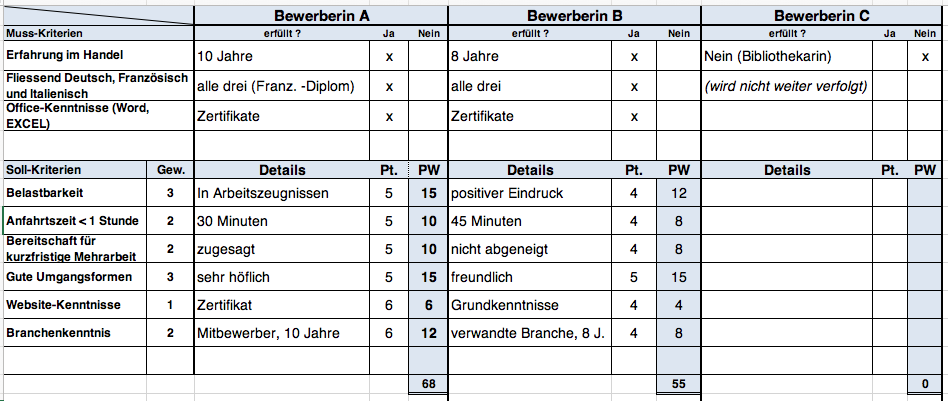 Bewerberin A Bewerberin B Bewerberin C
Muss-Kriterien erfüllt ? Ja Nein erfüllt ? Ja Nein erfüllt ? Ja Nein
Erfahrung im Handel 10 Jahre x 8 Jahre x Nein (Bibliothekarin) x
Fliessend Deutsch, Französisch
und Italienisch alle drei (Franz. -Diplom) x alle drei x (wird nicht weiter verfolgt)
Office-Kenntnisse (Word,
EXCEL) Zertifikate x Zertifikate x
Soll-Kriterien Gew. Details Pt. PW Details Pt. PW Details Pt. PW
Belastbarkeit 3 In Arbeitszeugnissen 5 15 positiver Eindruck 4 12
Anfahrtszeit < 1 Stunde 2 30 Minuten 5 10 45 Minuten 4 8
Bereitschaft für
kurzfristige Mehrarbeit 2 zugesagt 5 10 nicht abgeneigt 4 8
Gute Umgangsformen 3 sehr höflich 5 15 freundlich 5 15
Website-Kenntnisse 1 Zertifikat 6 6 Grundkenntnisse 4 4
Branchenkenntnis 2 Mitbewerber, 10 Jahre 6 12 verwandte Branche, 8 J. 4 8
68 55 0